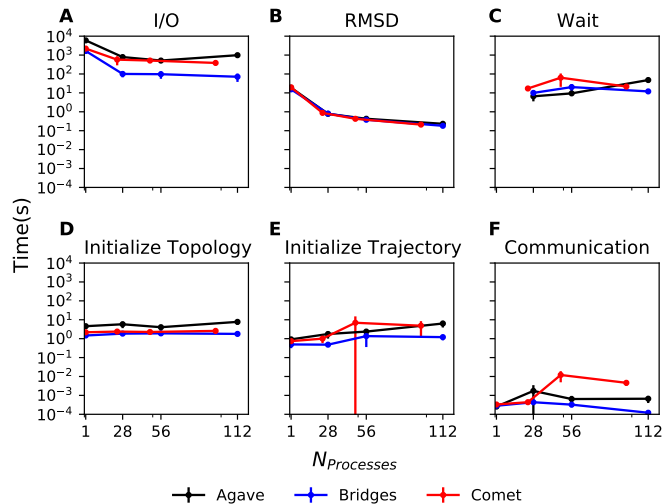 A I/O
B RMSD
C Wait
10^4
10^3
10^2
10^1
10^0
10^-1
10^-2
10^-3
10^-4
Time(s)
D Initialize Topology
E Initialize Trajectory
F Communication
10^4
10^3
10^2
10^1
10^0
10^-1
10^-2
10^-3
10^-4
1 28 56 112
1 28 56 112
1 28 56 112
N_Processes
Agave Bridges Comet